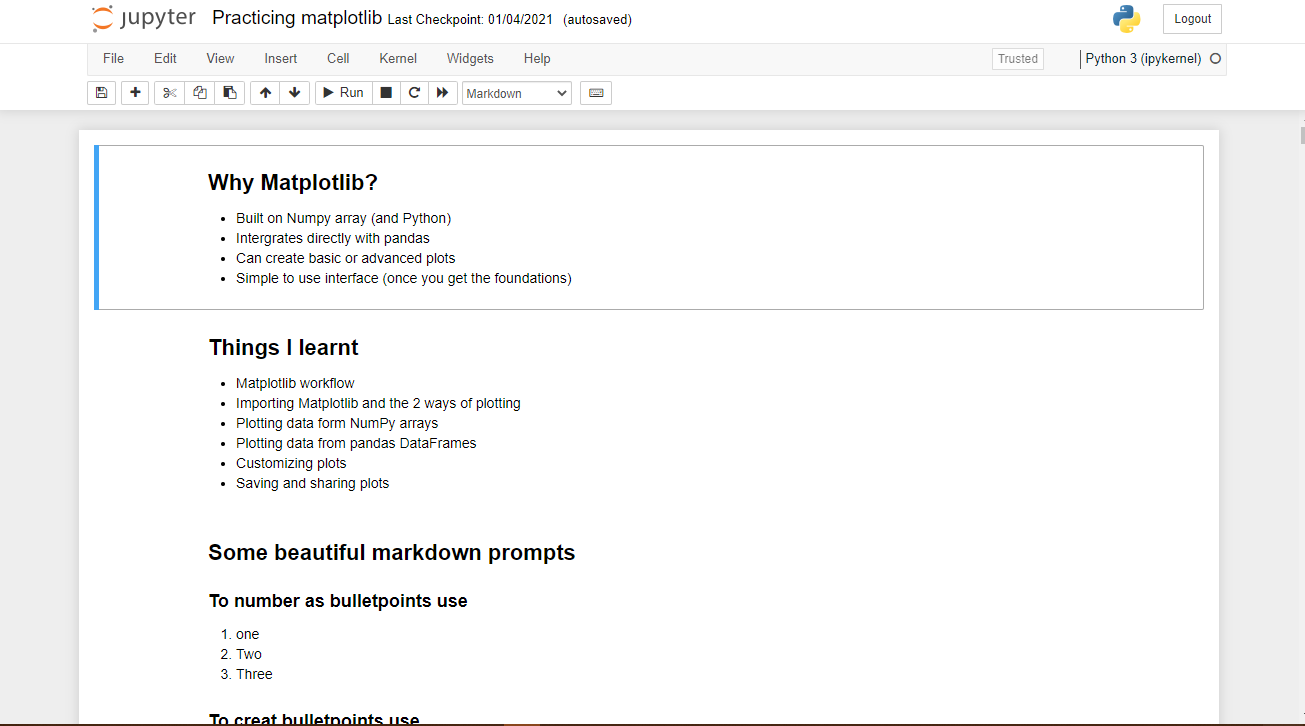 jupyter Practicing matplotlib Last Checkpoint: 01/04/2021 (autosaved) Logout
File Edit View Insert Cell Kernel Widgets Help Trusted Python 3 (ipykernel)
Run Markdown
Why Matplotlib?
• Built on Numpy array (and Python)
• Intergrates directly with pandas
• Can create basic or advanced plots
• Simple to use interface (once you get the foundations)
Things I learnt
• Matplotlib workflow
• Importing Matplotlib and the 2 ways of plotting
• Plotting data form NumPy arrays
• Plotting data from pandas DataFrames
• Customizing plots
• Saving and sharing plots
Some beautiful markdown prompts
To number as bulletpoints use
1. one
2. Two
3. Three
To creat bulletpoints use